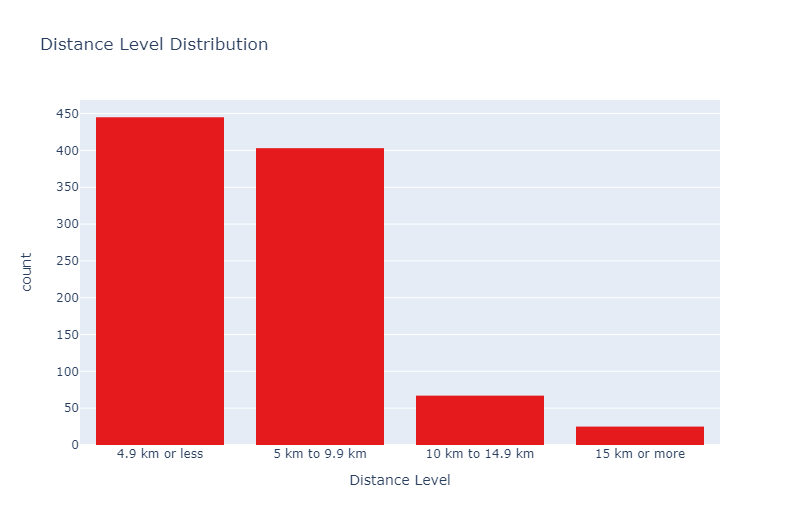 Distance Level Distribution
450
400
350
300
250
200
150
100
50
0
count
4.9 km or less
5 km to 9.9 km
10 km to 14.9 km
15 km or more
Distance Level